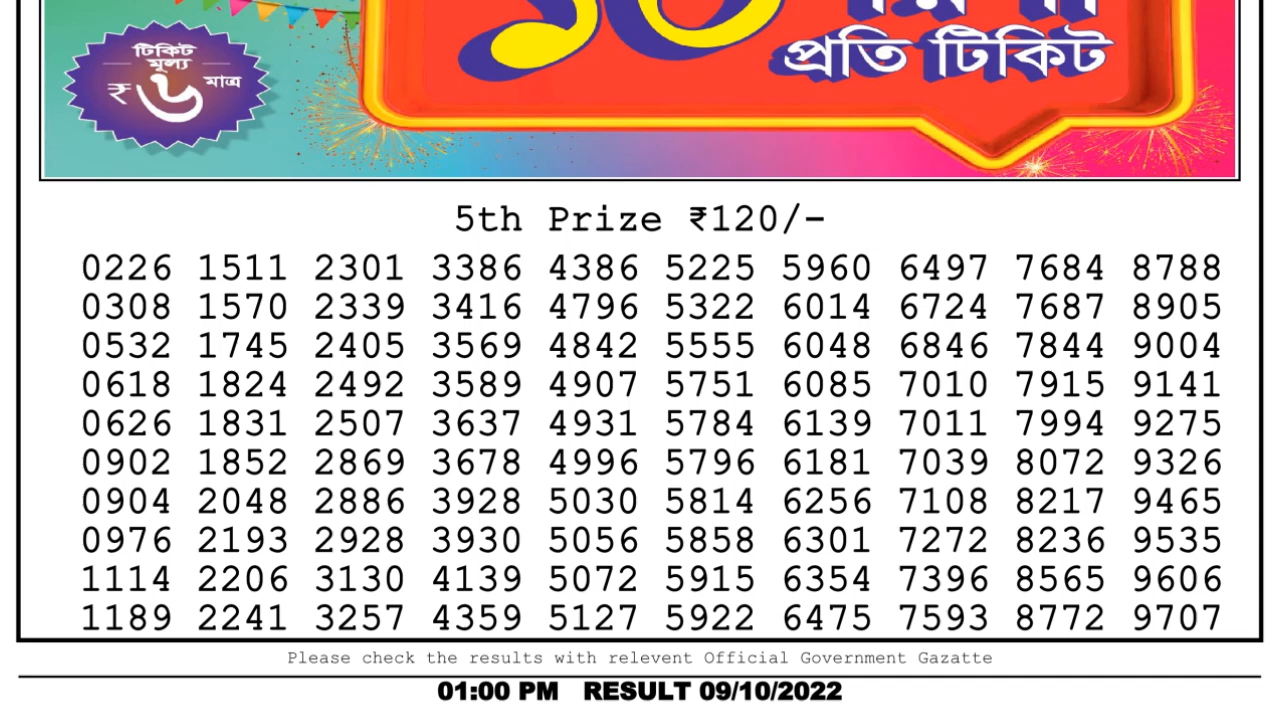 প্রতি টিকিট
টিকিট
মূল্য
₹ ৬ মাত্র
5th Prize ₹120/-
0226 1511 2301 3386 4386 5225 5960 6497 7684 8788
0308 1570 2339 3416 4796 5322 6014 6724 7687 8905
0532 1745 2405 3569 4842 5555 6048 6846 7844 9004
0618 1824 2492 3589 4907 5751 6085 7010 7915 9141
0626 1831 2507 3637 4931 5784 6139 7011 7994 9275
0902 1852 2869 3678 4996 5796 6181 7039 8072 9326
0904 2048 2886 3928 5030 5814 6256 7108 8217 9465
0976 2193 2928 3930 5056 5858 6301 7272 8236 9535
1114 2206 3130 4139 5072 5915 6354 7396 8565 9606
1189 2241 3257 4359 5127 5922 6475 7593 8772 9707
Please check the results with relevent Official Government Gazatte
01:00 PM RESULT 09/10/2022